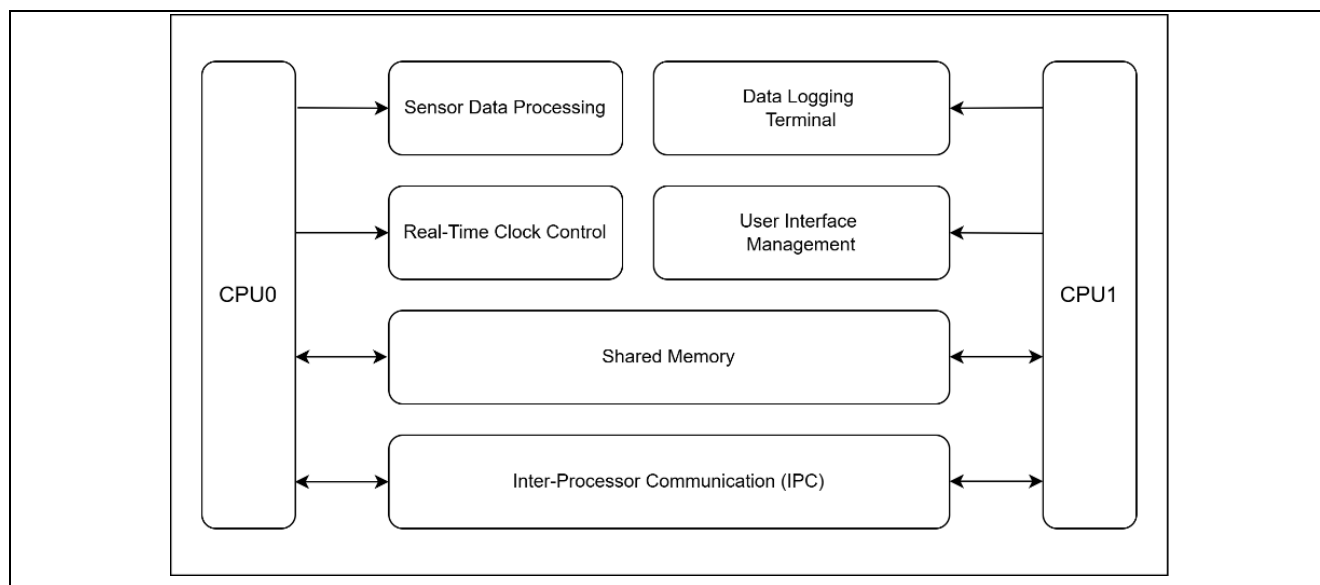 Sensor Data Processing
Data Logging
Terminal
Real-Time Clock Control
User Interface
Management
CPU0
CPU1
Shared Memory
Inter-Processor Communication (IPC)